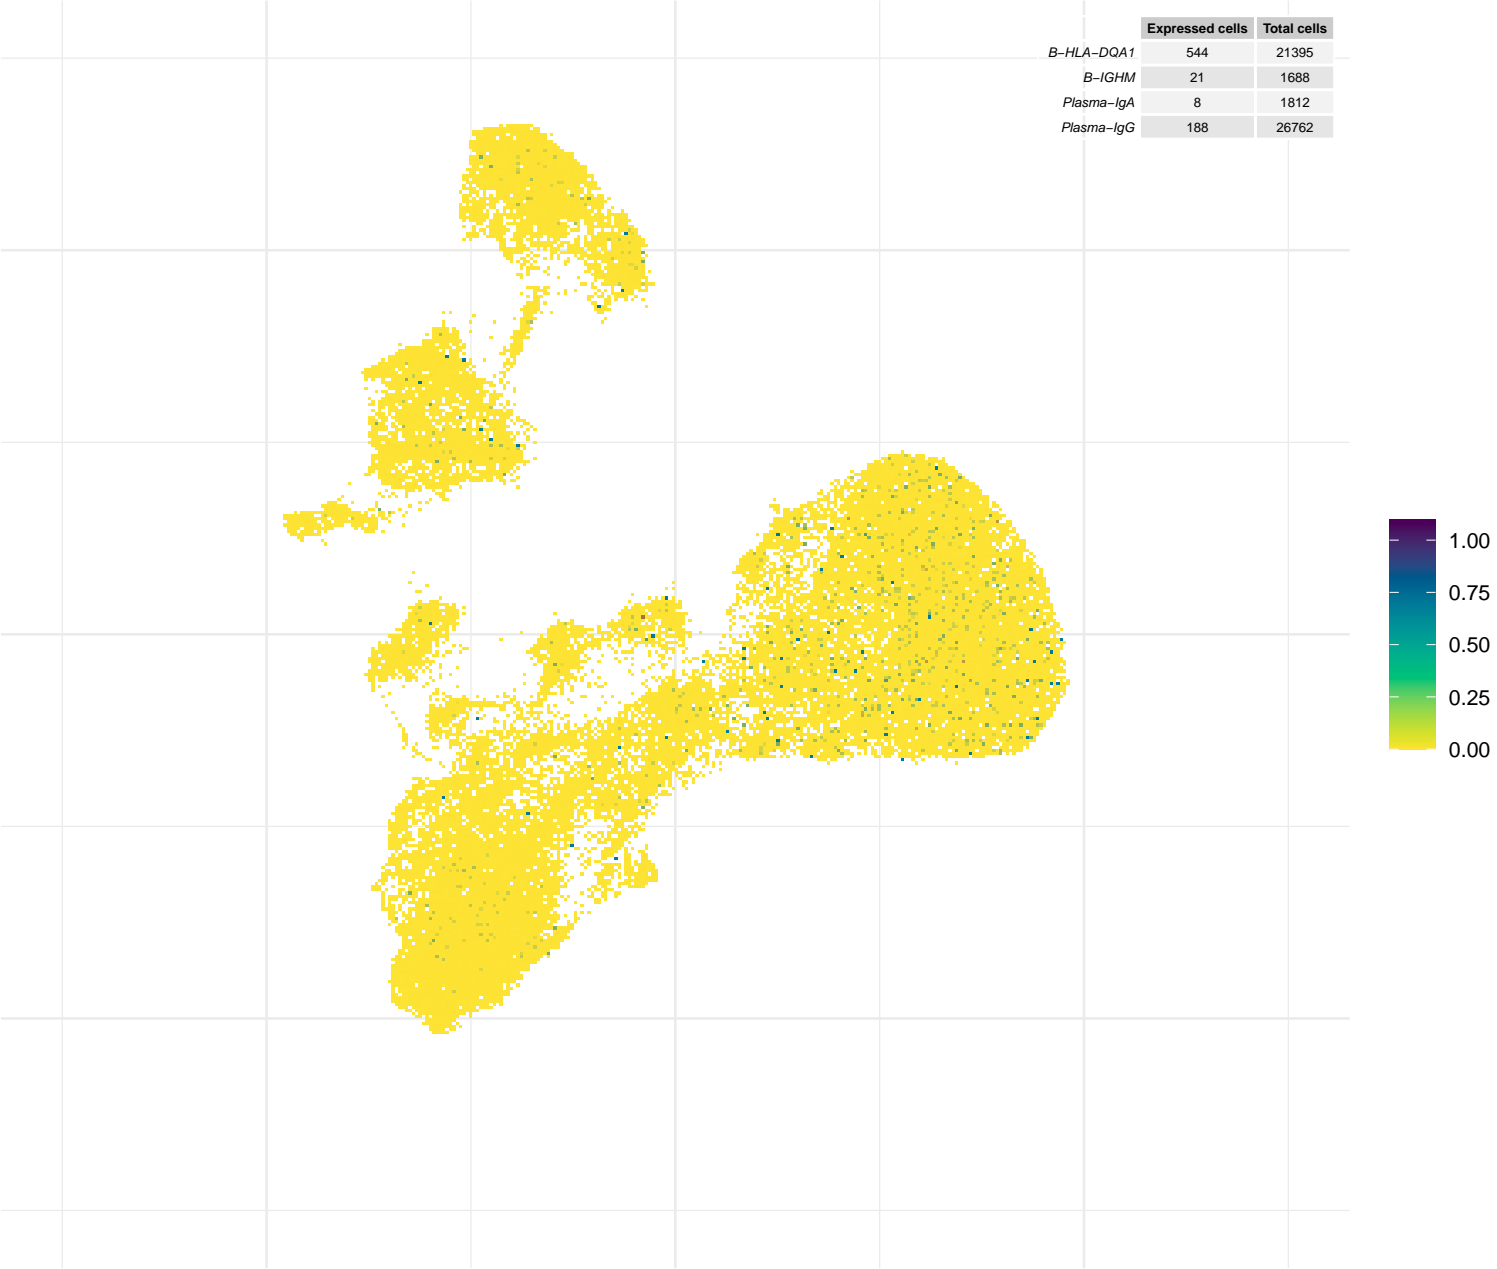 Expressed cells Total cells
B−HLA−DQA1 544 21395
B−IGHM 21 1688
Plasma−IgA 8 1812
Plasma−IgG 188 26762
1.00
0.75
0.50
0.25
0.00